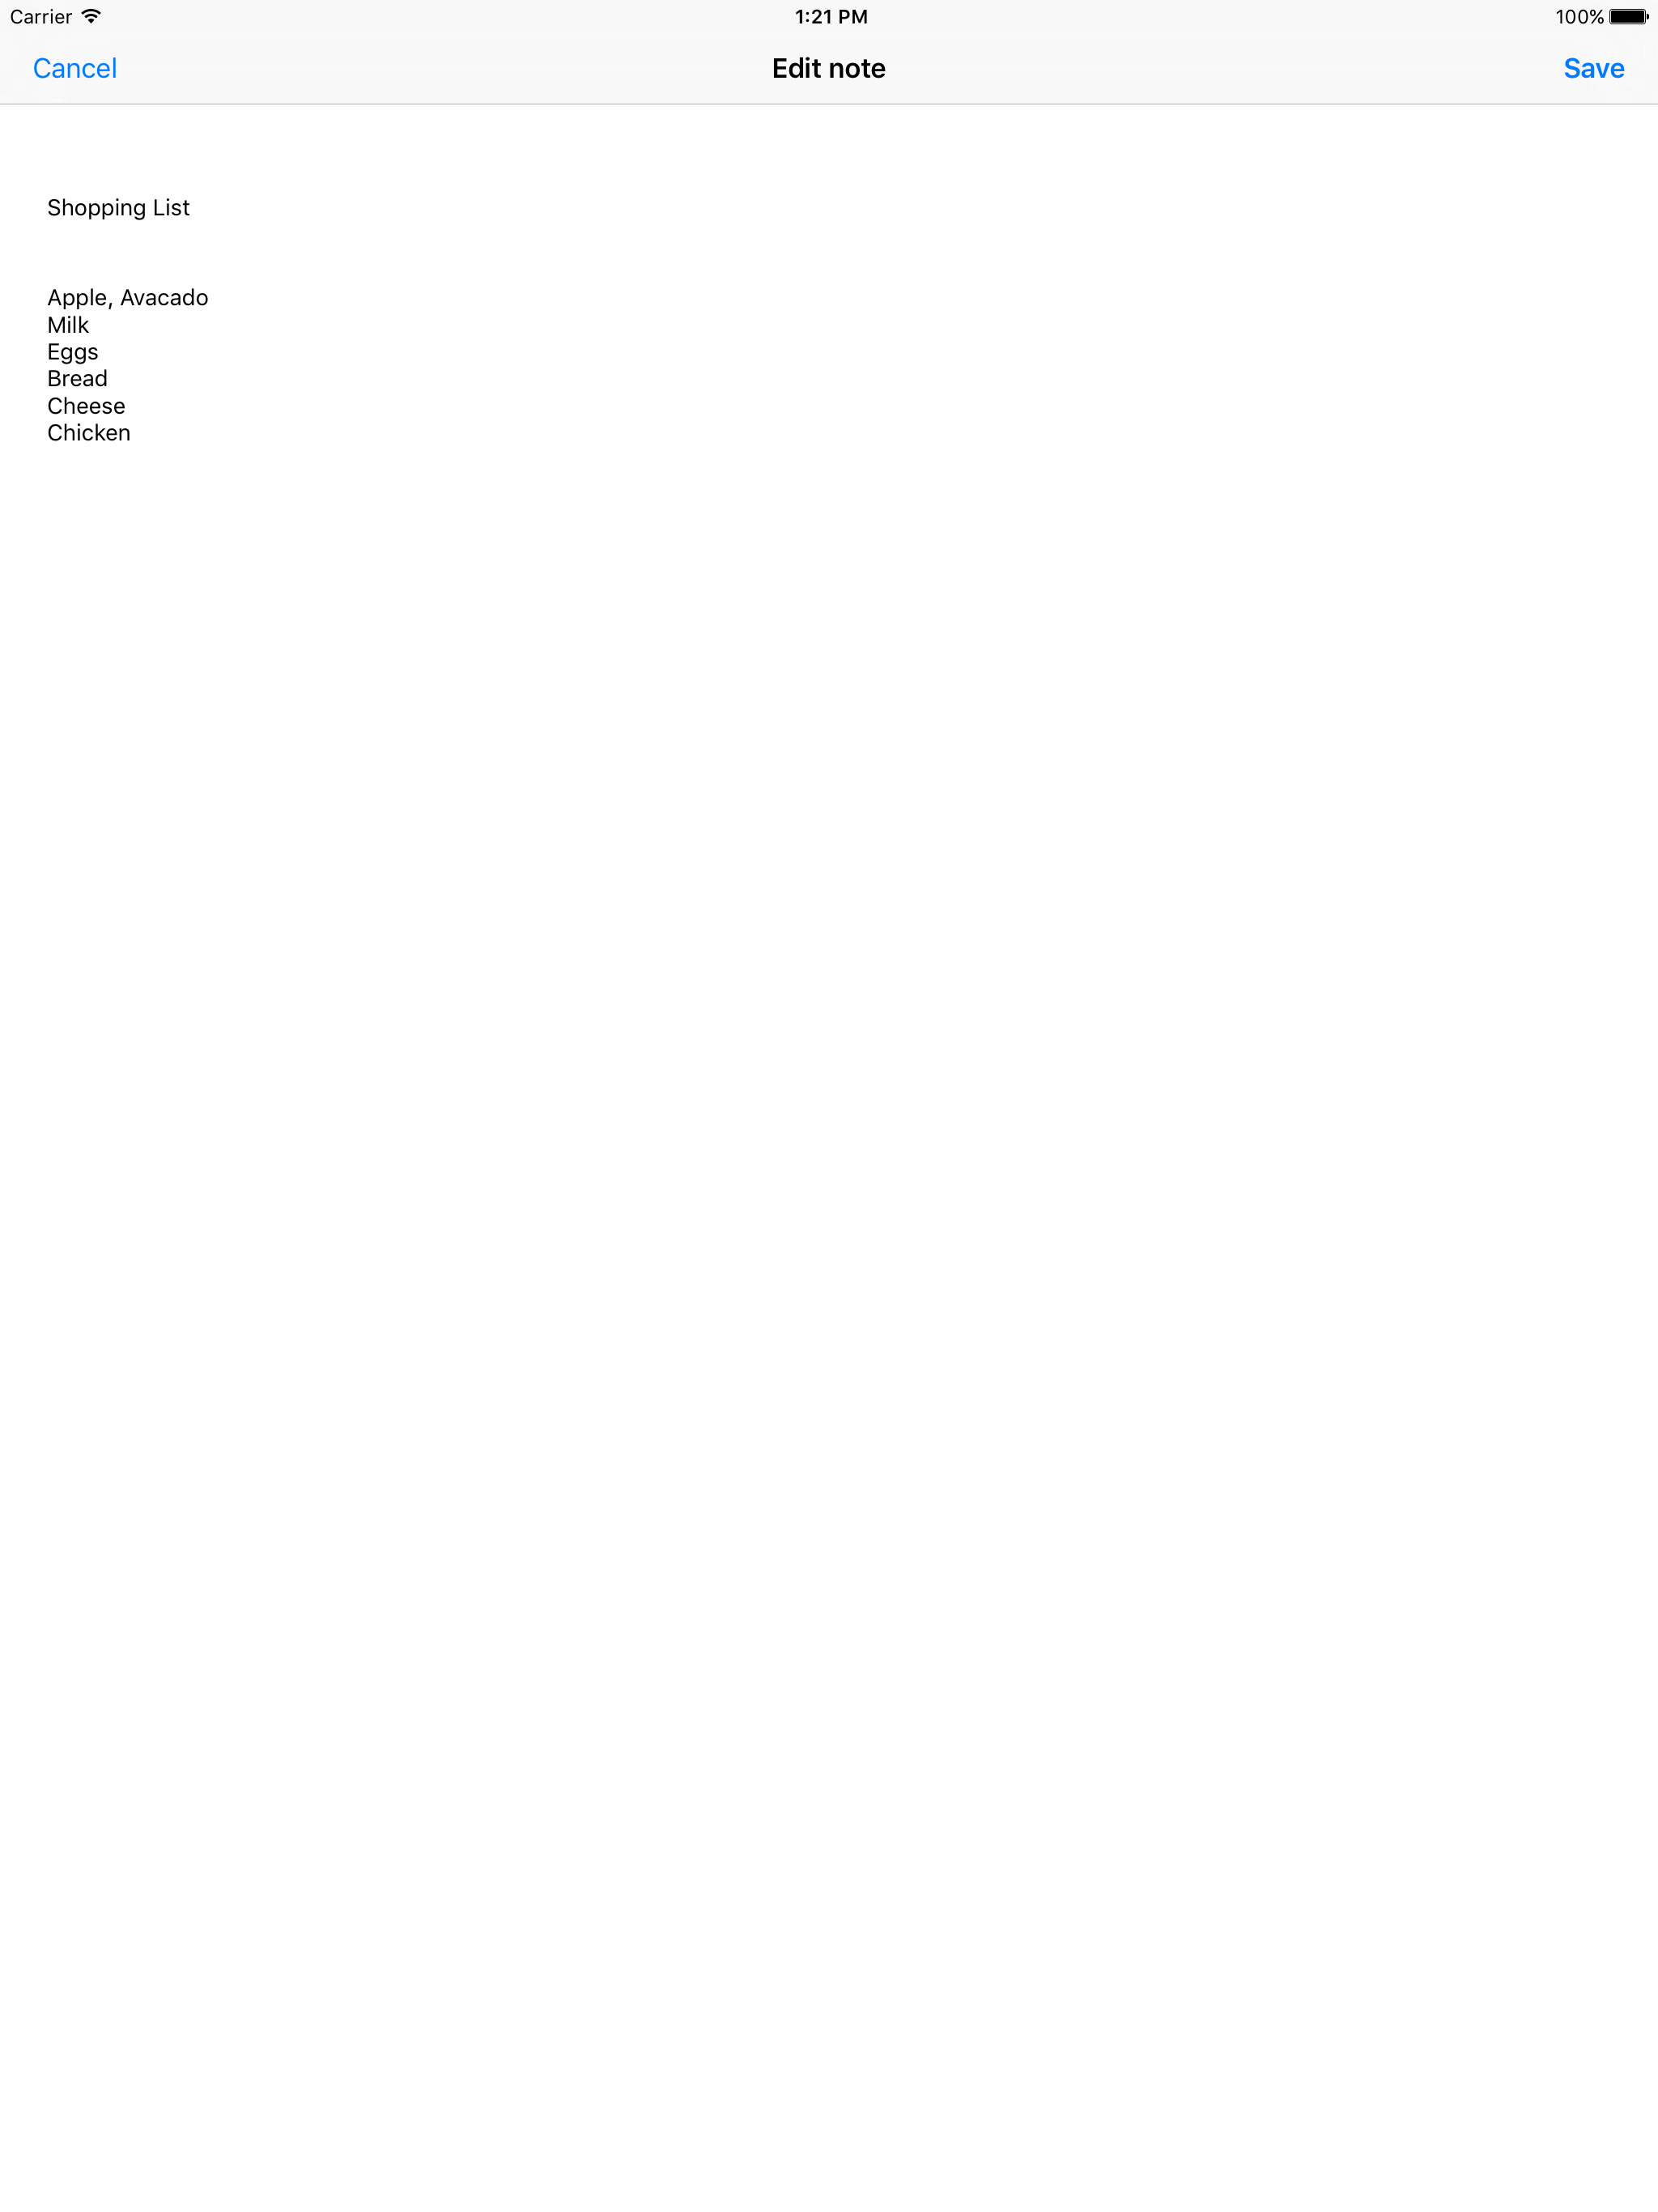 Carrier 1:21 PM 100%
Cancel Edit note Save
Shopping List
Apple, Avacado
Milk
Eggs
Bread
Cheese
Chicken